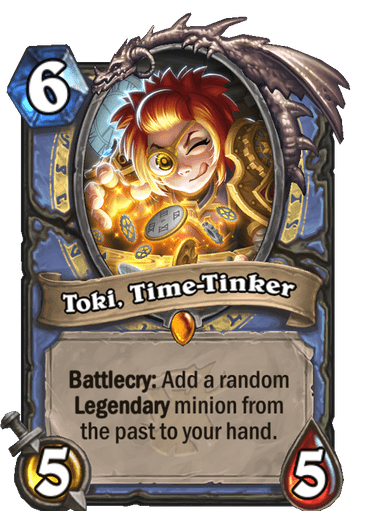 6
Toki, Time-Tinker
Battlecry: Add a random
Legendary minion from
the past to your hand.
5
5